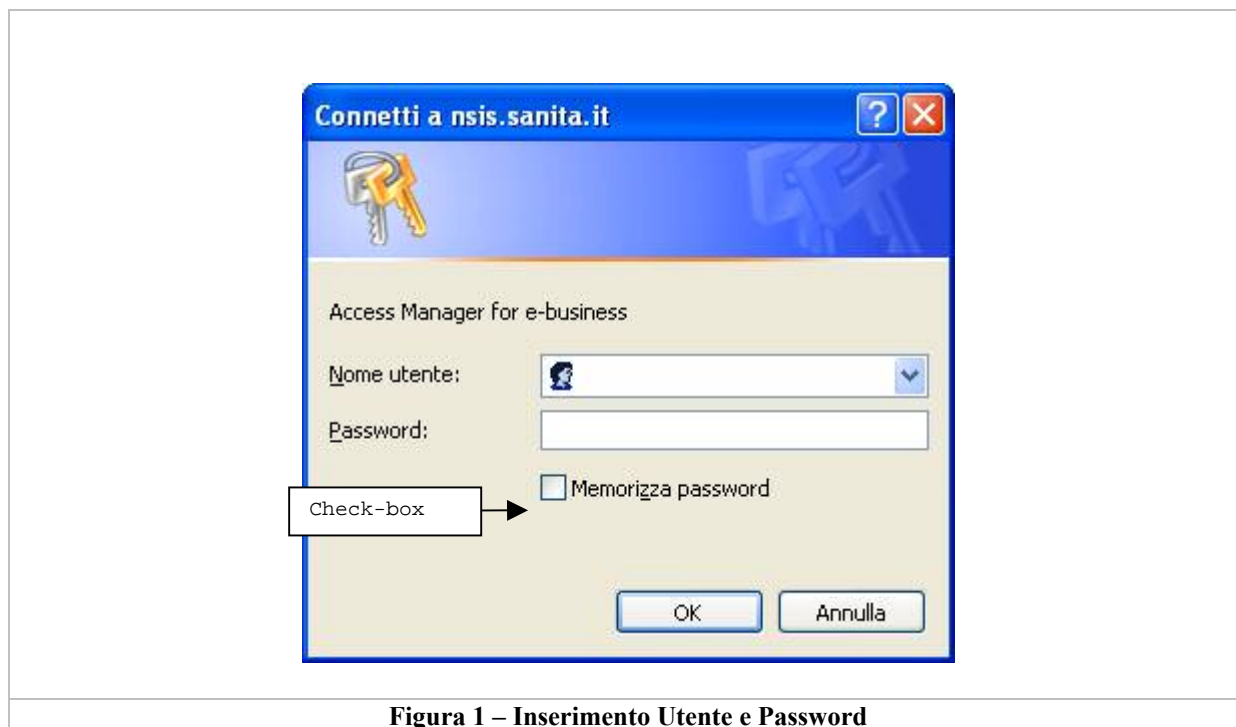 Connetti a nsis.sanita.it
Access Manager for e-business
Nome utente:
Password:
Memorizza password
Check-box
OK Annulla
Figura 1 – Inserimento Utente e Password